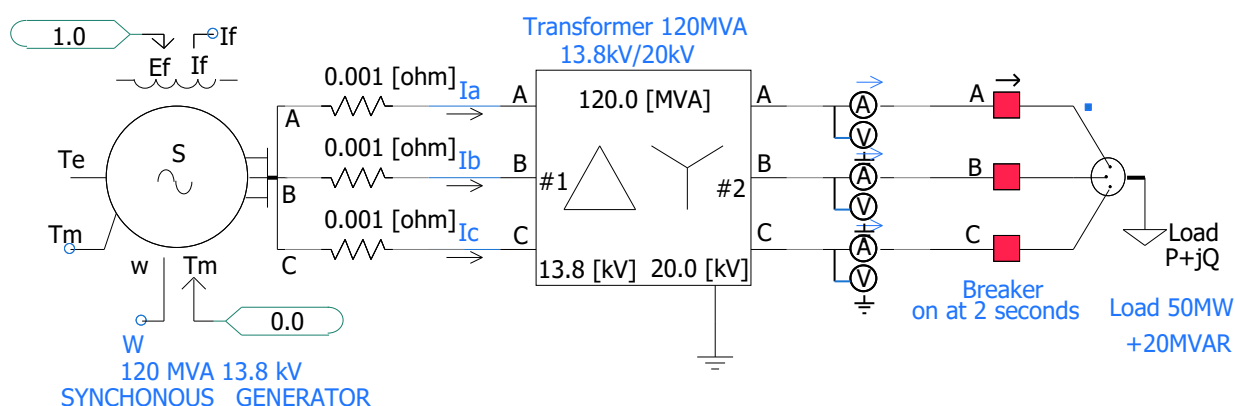 1.0
If
Ef
If
S
Te
Tm
w
Tm
0.0
W
120 MVA 13.8 kV
SYNCHONOUS GENERATOR
A
B
C
0.001 [ohm]
Ia
0.001 [ohm]
Ib
0.001 [ohm]
Ic
Transformer 120MVA
13.8kV/20kV
A
B
C
120.0 [MVA]
#1
#2
13.8 [kV]
20.0 [kV]
A
B
C
A
V
A
V
A
V
A
B
C
Breaker
on at 2 seconds
Load
P+jQ
Load 50MW
+20MVAR